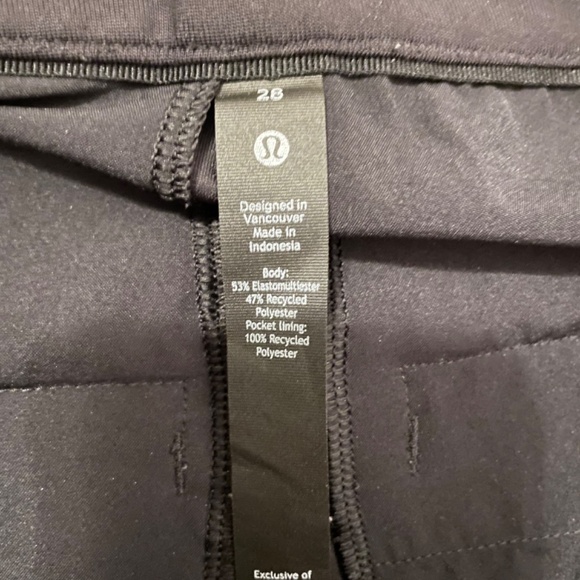 28
Designed in
Vancouver
Made in
Indonesia
Body:
53% Elastomultiester
47% Recycled
Polyester
Pocket lining:
100% Recycled
Polyester
Exclusive of